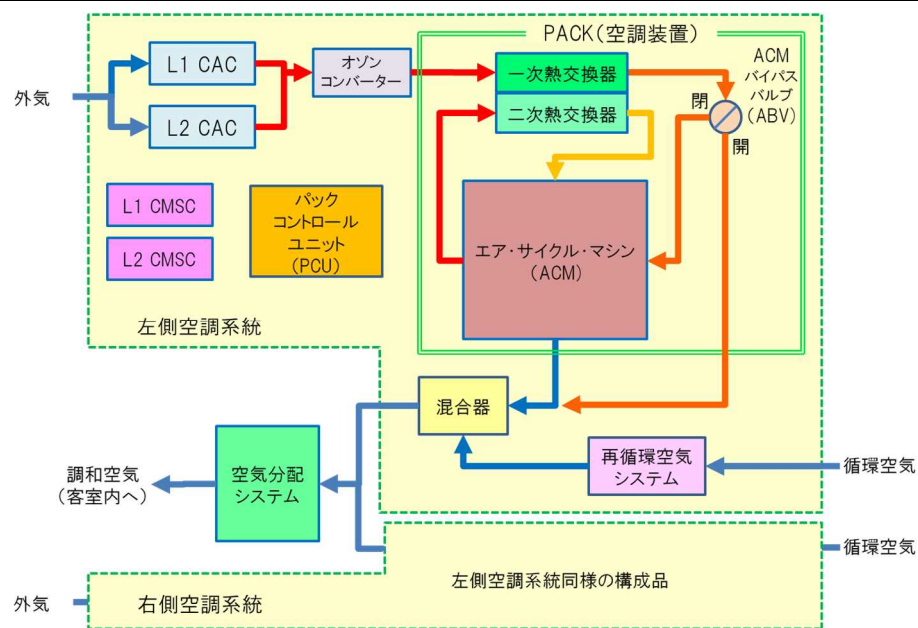 PACK(空調装置)
ACM
バイパス
バルブ
(ABV)
L1 CAC
オゾン
コンバーター
一次熱交換器
外気
閉
L2 CAC
二次熱交換器
開
L1 CMSC
L2 CMSC
パック
コントロール
ユニット
(PCU)
エア・サイクル・マシン
(ACM)
左側空調系統
混合器
再循環空気
システム
循環空気
調和空気
(客室内へ)
空気分配
システム
循環空気
左側空調系統同様の構成品
外気
右側空調系統